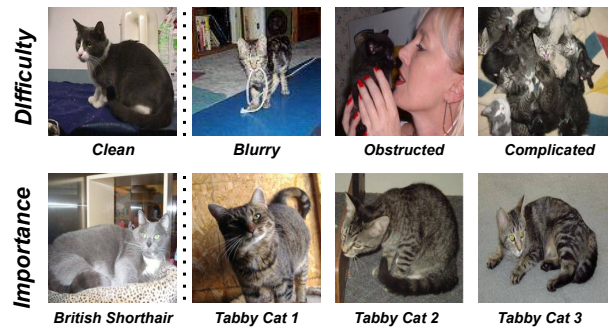 DIfficulty
Clean
Blurry
Obstructed
Complicated
Importance
British Shorthair
Tabby Cat 1
Tabby Cat 2
Tabby Cat 3